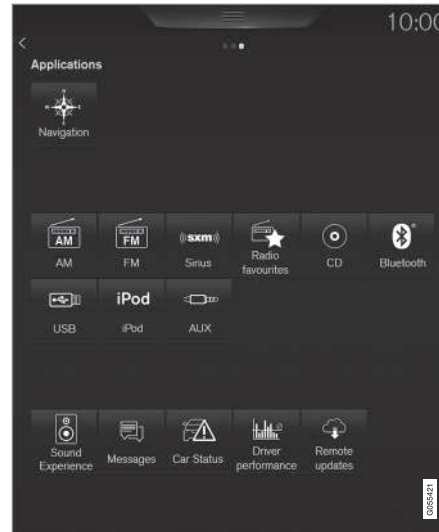 10:00
Applications
N
Navigation
AM FM sxm
AM FM Sirius Radio favourites CD Bluetooth
iPod
USB iPod AUX
Sound Experience Messages Car Status Driver performance Remote updates
G055421